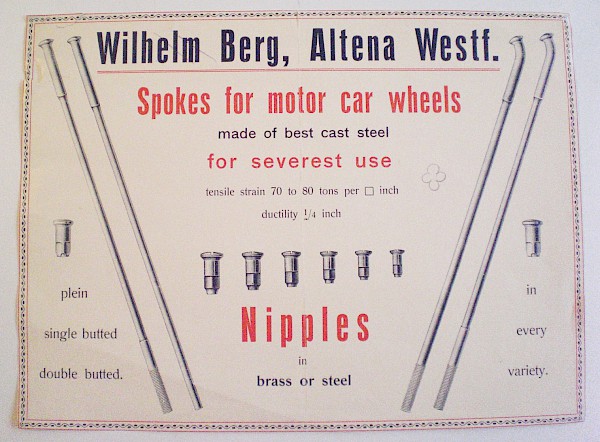 Wilhelm Berg, Altena Westf.
Spokes for motor car wheels
made of best cast steel
for severest use
tensile strain 70 to 80 tons per □ inch
ductility 1/4 inch
plein
single butted
double butted.
Nipples
in
brass or steel
in
every
variety.